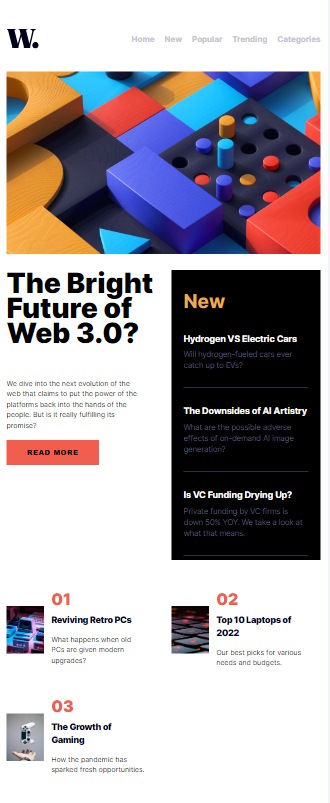 W.
Home New Popular Trending Categories
The Bright
Future of
Web 3.0?
We dive into the next evolution of the
web that claims to put the power of the
platforms back into the hands of the
people. But is it really fulfilling its
promise?
READ MORE
New
Hydrogen VS Electric Cars
Will hydrogen-fueled cars ever
catch up to EVs?
The Downsides of AI Artistry
What are the possible adverse
effects of on-demand AI image
generation?
Is VC Funding Drying Up?
Private funding by VC firms is
down 50% YOY. We take a look at
what that means.
01
Reviving Retro PCs
What happens when old
PCs are given modern
upgrades?
02
Top 10 Laptops of
2022
Our best picks for various
needs and budgets.
03
The Growth of
Gaming
How the pandemic has
sparked fresh opportunities.